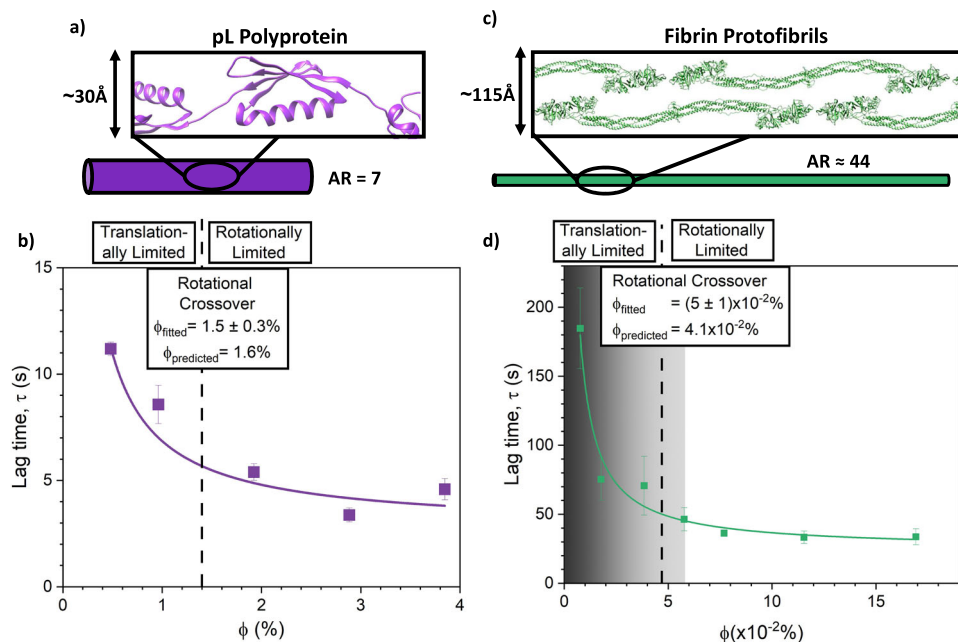 a)
pL Polyprotein
~30Å
AR = 7
c)
Fibrin Protofibrils
~115Å
AR ≈ 44
b)
Translation-
ally Limited
Rotationally
Limited
Rotational
Crossover
ϕfitted = 1.5 ± 0.3%
ϕpredicted = 1.6%
15
10
5
0
Lag time, τ (s)
0 1 2 3 4
ϕ (%)
d)
Translation-
ally Limited
Rotationally
Limited
Rotational Crossover
ϕfitted = (5 ± 1)x10⁻²%
ϕpredicted = 4.1x10⁻²%
200
150
100
50
0
Lag time, τ (s)
0 5 10 15
ϕ(x10⁻²%)